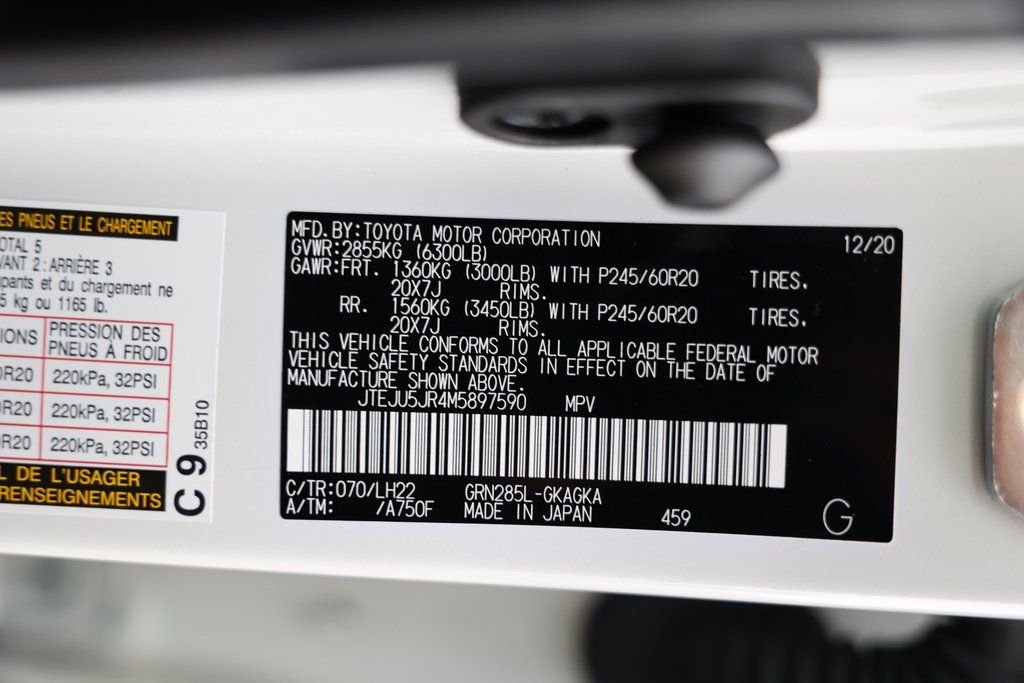 ES PNEUS ET LE CHARGEMENT
OTAL 5
VANT 2 : ARRIÈRE 3
pants et du chargement ne
5 kg ou 1165 lb.
IONS PRESSION DES
PNEUS À FROID
0R20 220kPa, 32PSI
R20 220kPa, 32PSI
R20 220kPa, 32PSI
L DE L'USAGER
RENSEIGNEMENTS
C 9 35B10
MFD. BY:TOYOTA MOTOR CORPORATION 12/20
GVWR:2855KG (6300LB)
GAWR:FRT. 1360KG (3000LB) WITH P245/60R20 TIRES.
20X7J RIMS.
RR. 1560KG (3450LB) WITH P245/60R20 TIRES.
20X7J RIMS.
THIS VEHICLE CONFORMS TO ALL APPLICABLE FEDERAL MOTOR
VEHICLE SAFETY STANDARDS IN EFFECT ON THE DATE OF
MANUFACTURE SHOWN ABOVE.
JTEJU5JR4M5897590 MPV
C/TR:070/LH22 GRN285L-GKAGKA
A/TM: /A750F MADE IN JAPAN 459
G